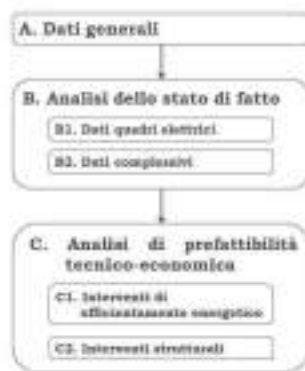 A. Dati generali
B. Analisi dello stato di fatto
B1. Dati quadri elettrici
B2. Dati complessivi
C. Analisi di prefattibilità
tecnico-economica
C1. Interventi di
efficientamento energetico
C2. Interventi strutturali